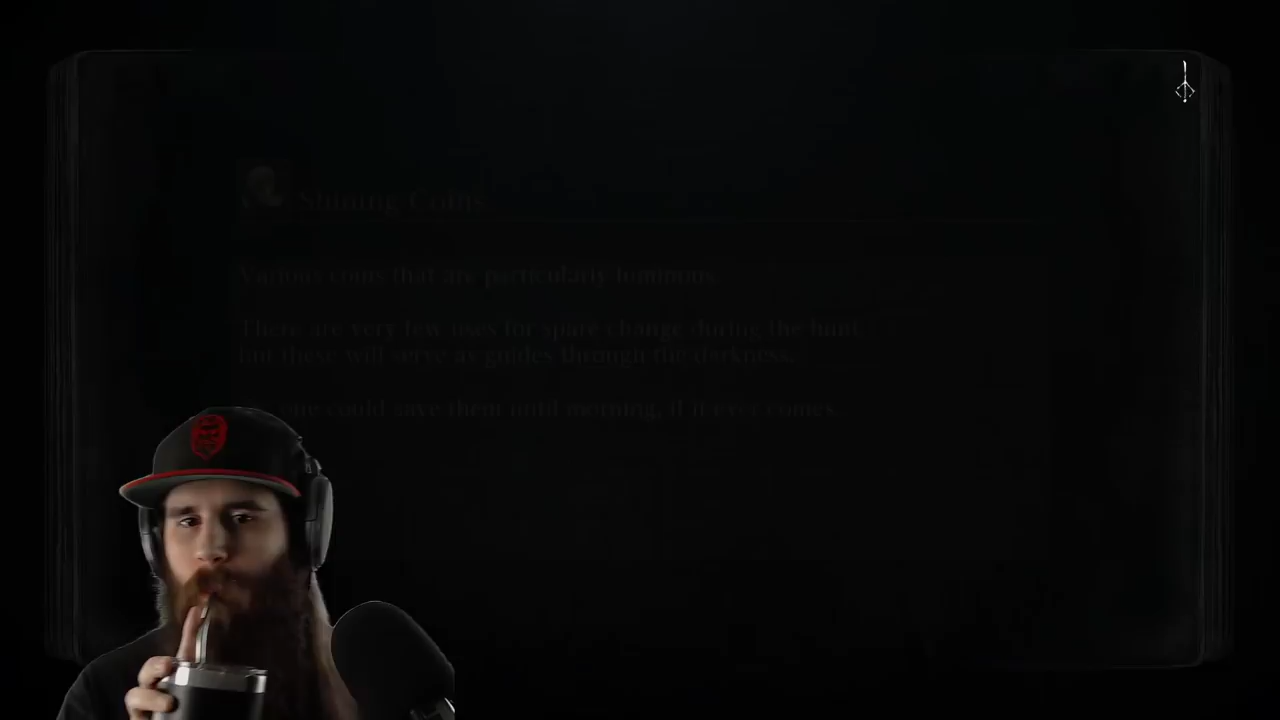 Shining Coins
Various coins that are particularly luminous.
There are very few uses for spare change during the hunt,
but these will serve as guides through the darkness.
one could save them until morning, if it ever comes.